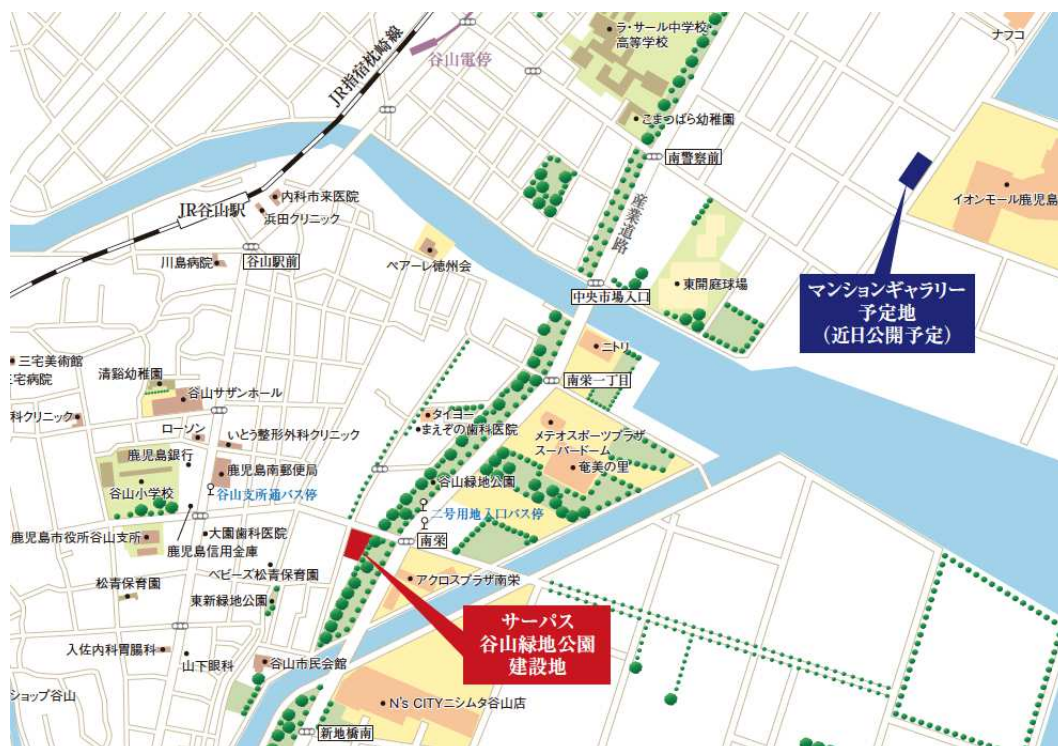 ラ・サール中学校
高等学校
ナフコ
谷山電停
JR指宿枕崎線
こまつばら幼稚園
南警察前
イオンモール鹿児島
内科市来医院
JR谷山駅
浜田クリニック
産業道路
川島病院
谷山駅前
ペアーレ徳州会
東開庭球場
中央市場入口
マンションギャラリー
予定地
(近日公開予定)
三宅美術館
三宅病院
清谿幼稚園
谷山サザンホール
ニトリ
南栄一丁目
科クリニック
ローソン
いとう整形外科クリニック
タイヨー
まえぞの歯科医院
メテオスポーツプラザ
スーパードーム
奄美の里
鹿児島銀行
鹿児島南郵便局
谷山小学校
谷山支所通バス停
谷山緑地公園
二号用地入口バス停
鹿児島市役所谷山支所
大園歯科医院
南栄
鹿児島信用金庫
ベビーズ松青保育園
アクロスプラザ南栄
松青保育園
東新緑地公園
サーパス
谷山緑地公園
建設地
入佐内科胃腸科
山下眼科
谷山市民会館
ショップ谷山
N's CITYニシムタ谷山店
新地橋南